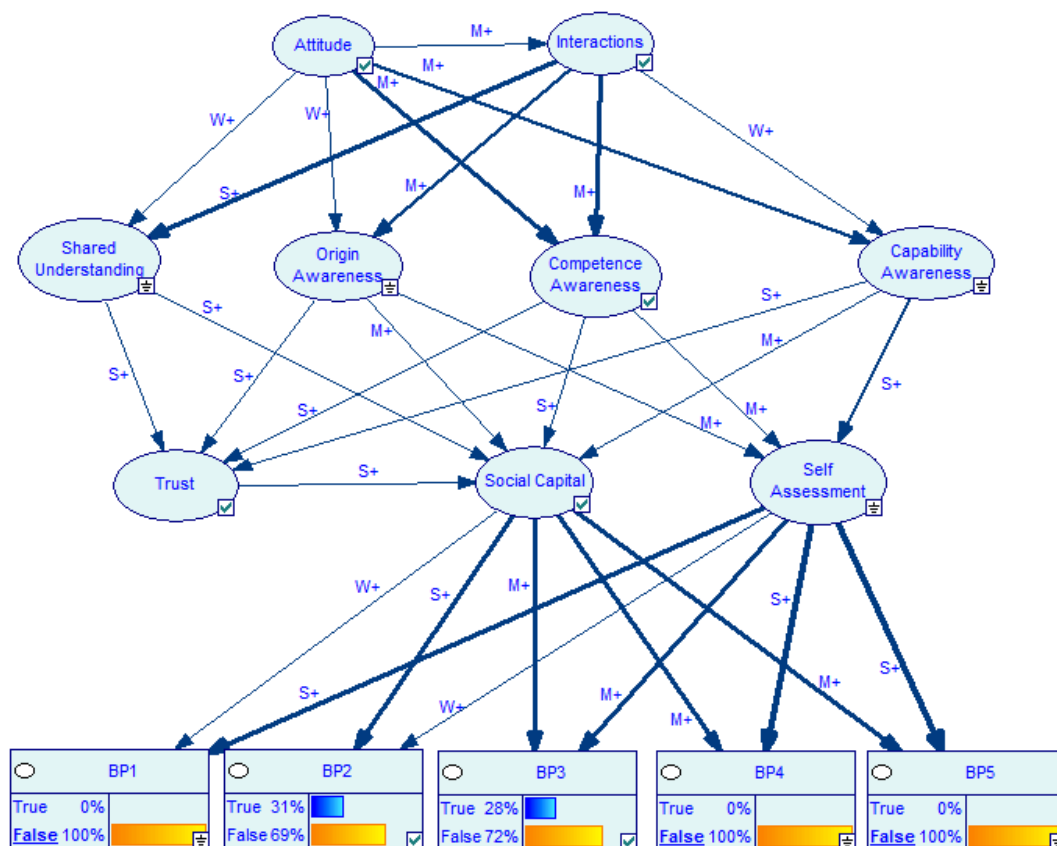 Attitude
M+
Interactions
M+
M+
W+
W+
W+
S+
M+
M+
Shared
Understanding
Origin
Awareness
Competence
Awareness
Capability
Awareness
S+
M+
S+
M+
S+
S+
S+
S+
M+
M+
S+
Trust
S+
Social Capital
Self
Assessment
W+
S+
M+
S+
S+
S+
W+
M+
M+
M+
BP1
True 0%
False 100%
BP2
True 31%
False 69%
BP3
True 28%
False 72%
BP4
True 0%
False 100%
BP5
True 0%
False 100%